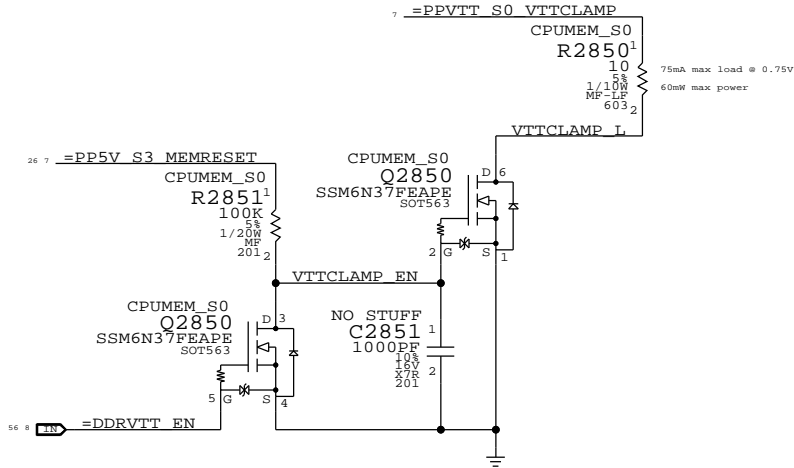 7 =PPVTT_S0_VTTCLAMP
CPUMEM_S0
R2850 1
10
5%
1/10W
MF-LF
603 2
75mA max load @ 0.75V
60mW max power
VTTCLAMP_L
26 7 =PP5V_S3_MEMRESET
CPUMEM_S0
R2851 1
100K
5%
1/20W
MF
201 2
CPUMEM_S0
Q2850
SSM6N37FEAPE
SOT563
D 6
2 G S 1
VTTCLAMP_EN
CPUMEM_S0
Q2850
SSM6N37FEAPE
SOT563
D 3
5 G S 4
NO STUFF
C2851
1000PF
10%
16V
X7R
201
1
2
56 8 IN =DDRVTT_EN